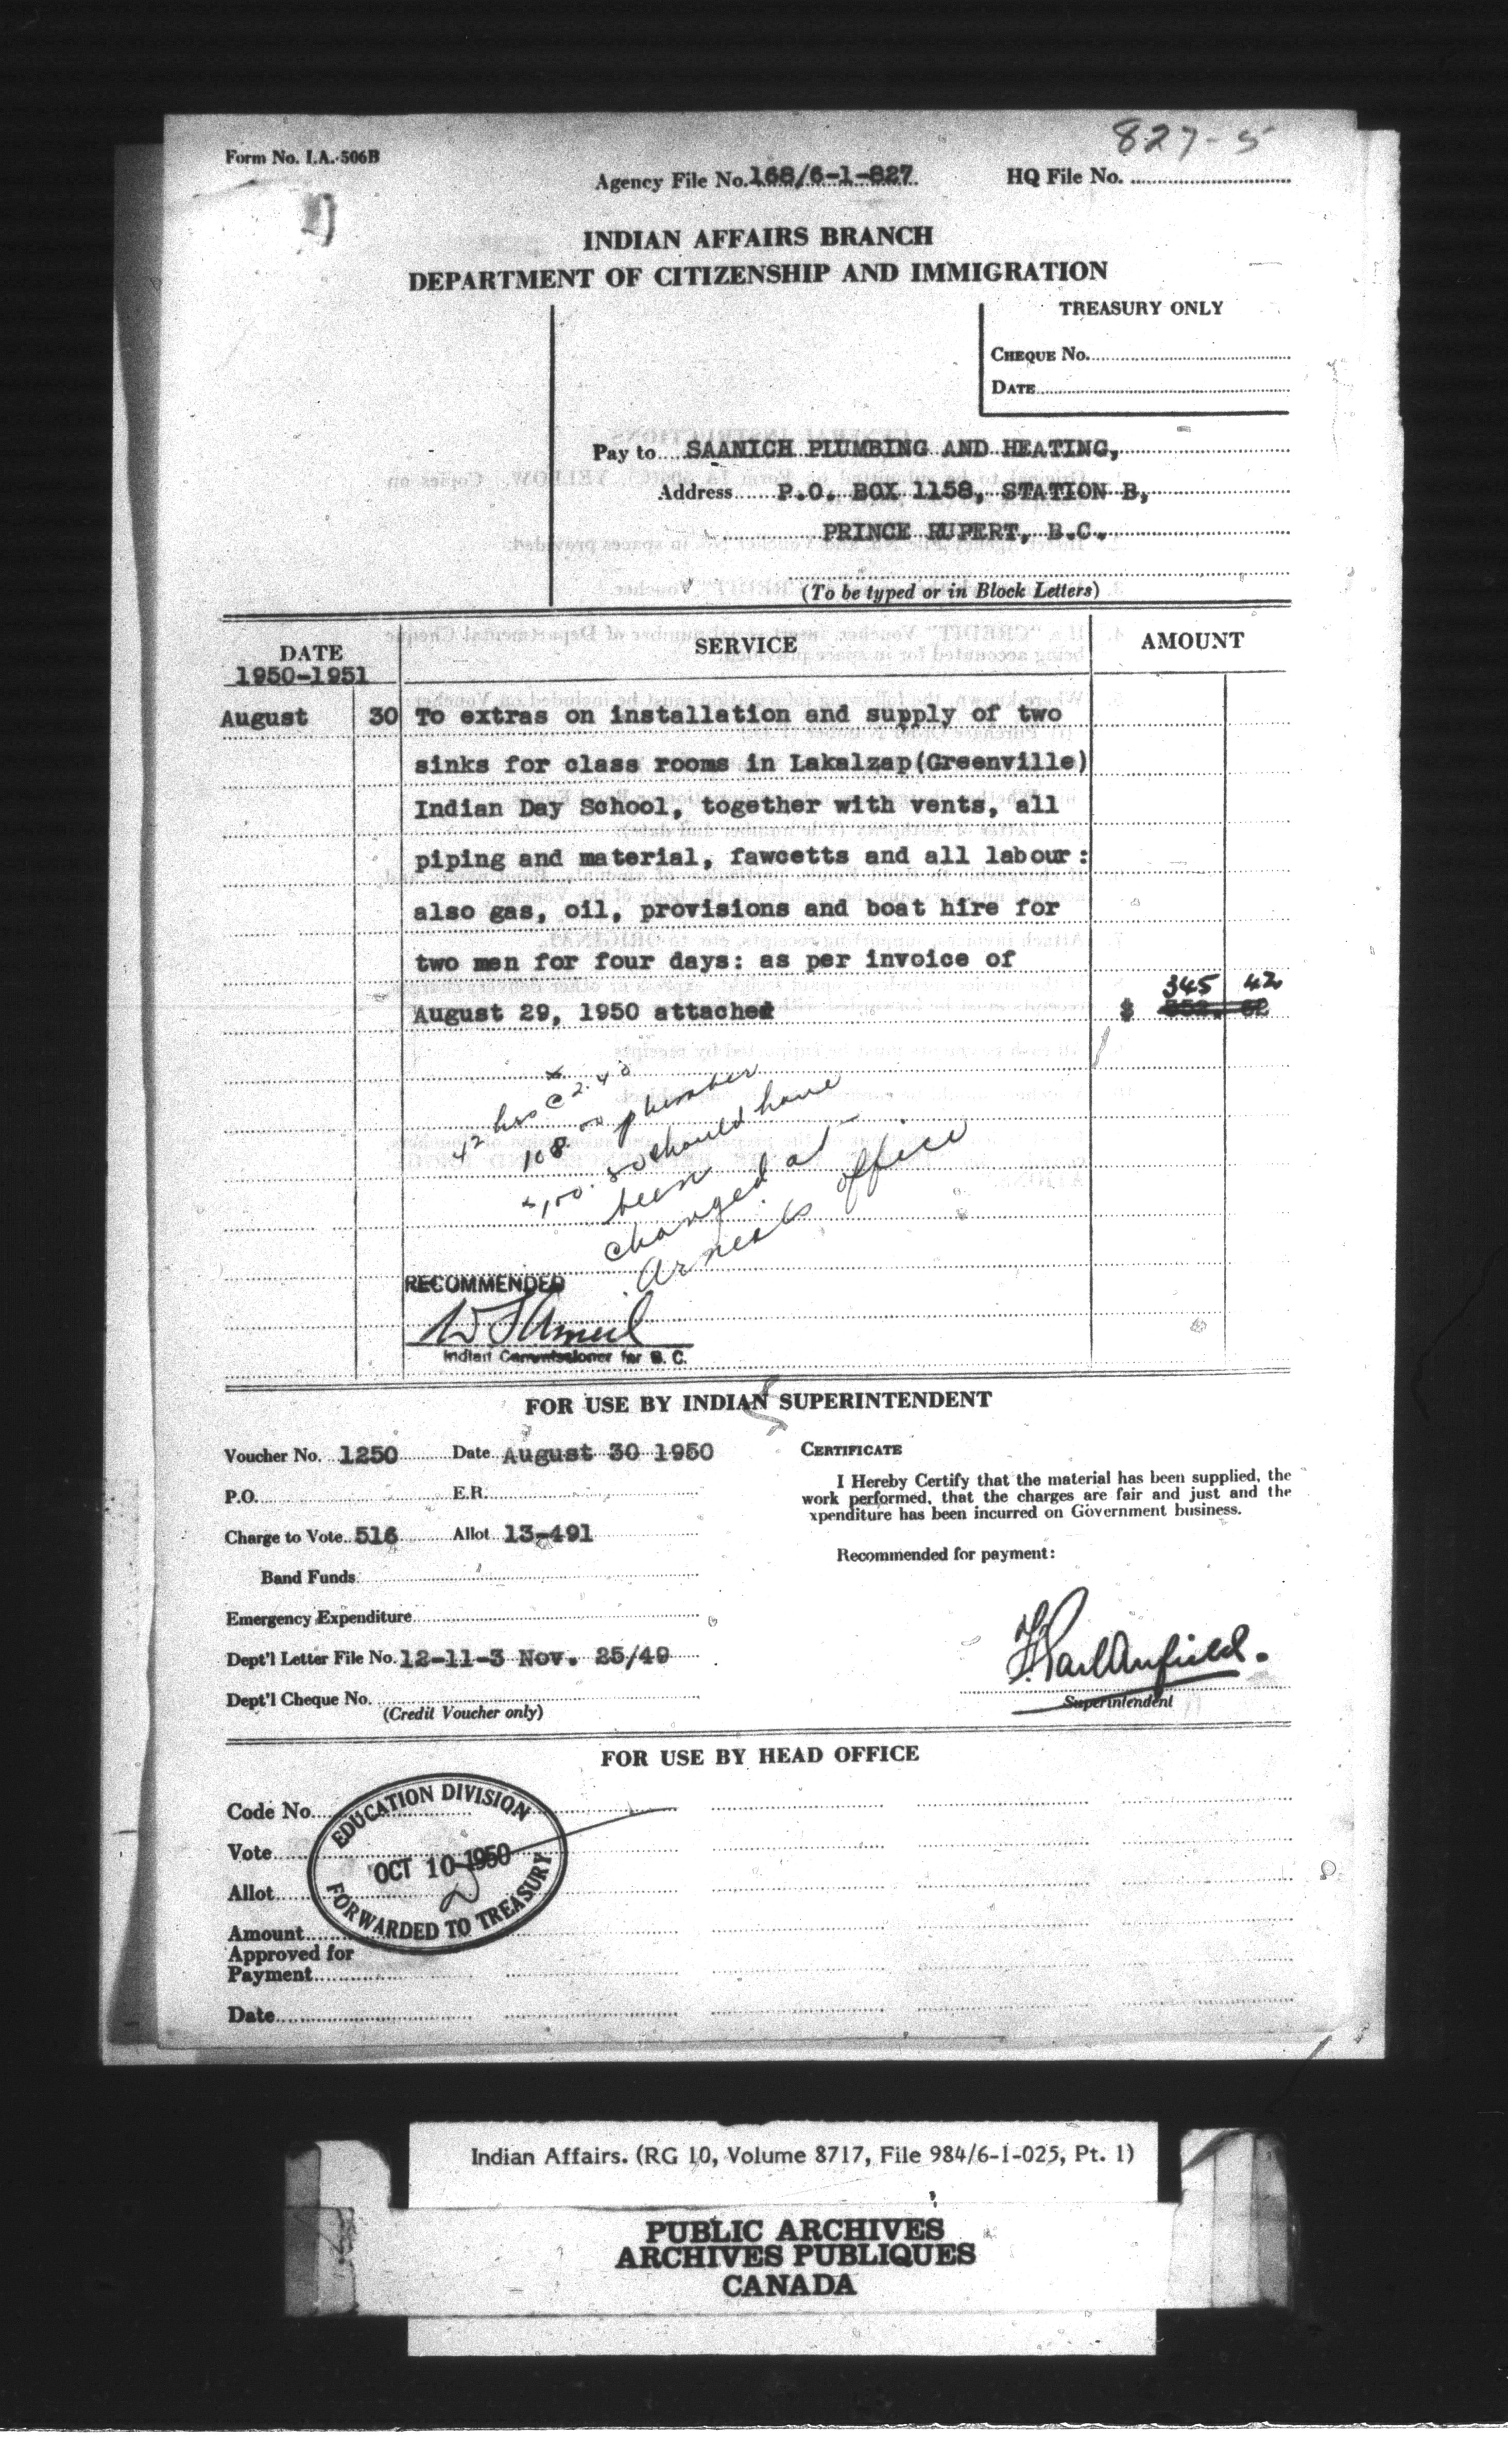 827-5
Form No. I.A. 506B
Agency File No. 168/6-1-827
HQ File No.
INDIAN AFFAIRS BRANCH
DEPARTMENT OF CITIZENSHIP AND IMMIGRATION
TREASURY ONLY
CHEQUE No.
DATE
Pay to SAANICH PLUMBING AND HEATING,
Address P.O. BOX 1158, STATION B,
PRINCE RUPERT, B.C.
(To be typed or in Block Letters)
DATE SERVICE AMOUNT
1950-1951
August 30 To extras on installation and supply of two
sinks for class rooms in Lakalzap(Greenville)
Indian Day School, together with vents, all
piping and material, fawcetts and all labour:
also gas, oil, provisions and boat hire for
two men for four days: as per invoice of
345 42
August 29, 1950 attached $
42 hrs @ 2.40
108.00 plumber
should have
been
changed at
Arneils office
RECOMMENDED
Indian Commissioner for B. C.
FOR USE BY INDIAN SUPERINTENDENT
Voucher No. 1250 Date August 30 1950
P.O. E.R.
Charge to Vote 516 Allot 13-491
Band Funds
Emergency Expenditure
Dept'l Letter File No. 12-11-3 Nov. 25/49
Dept'l Cheque No.
(Credit Voucher only)
CERTIFICATE
I Hereby Certify that the material has been supplied, the
work performed, that the charges are fair and just and the
xpenditure has been incurred on Government business.
Recommended for payment:
F. Earl Anfield.
Superintendent
FOR USE BY HEAD OFFICE
Code No.
Vote
Allot
Amount
Approved for
Payment
Date
EDUCATION DIVISION
OCT 10 1950
FORWARDED TO TREASURY
Indian Affairs. (RG 10, Volume 8717, File 984/6-1-025, Pt. 1)
PUBLIC ARCHIVES
ARCHIVES PUBLIQUES
CANADA